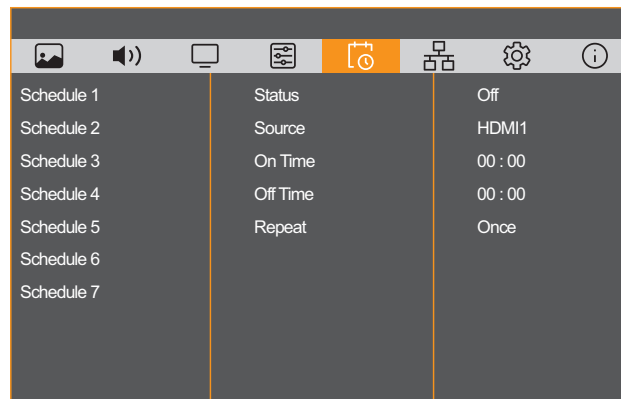 Schedule 1 Status Off
Schedule 2 Source HDMI1
Schedule 3 On Time 00 : 00
Schedule 4 Off Time 00 : 00
Schedule 5 Repeat Once
Schedule 6
Schedule 7